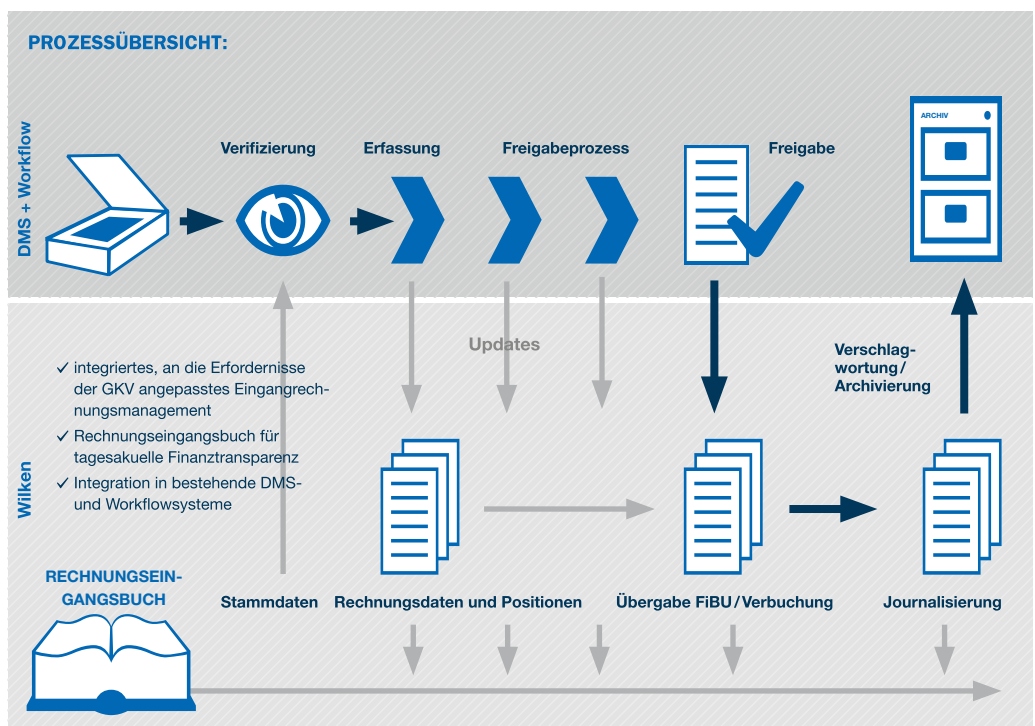 PROZESSÜBERSICHT:
DMS + Workflow
Verifizierung
Erfassung
Freigabeprozess
Freigabe
ARCHIV
Updates
Verschlag-
wortung/
Archivierung
Wilken
✓ integriertes, an die Erfordernisse
der GKV angepasstes Eingangrech-
nungsmanagement
✓ Rechnungseingangsbuch für
tagesakuelle Finanztransparenz
✓ Integration in bestehende DMS-
und Workflowsysteme
RECHNUNGSEIN-
GANGSBUCH
Stammdaten
Rechnungsdaten und Positionen
Übergabe FiBU/Verbuchung
Journalisierung